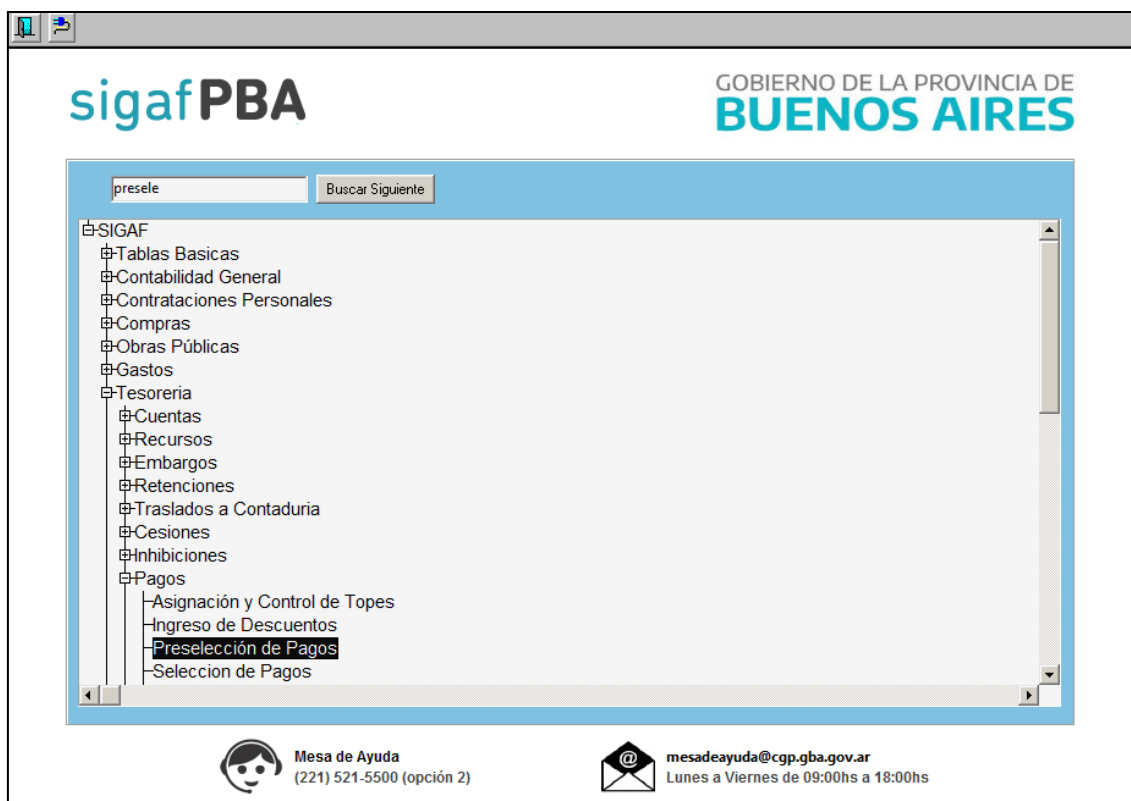 sigafPBA
GOBIERNO DE LA PROVINCIA DE
BUENOS AIRES
presele
Buscar Siguiente
SIGAF
Tablas Basicas
Contabilidad General
Contrataciones Personales
Compras
Obras Públicas
Gastos
Tesoreria
Cuentas
Recursos
Embargos
Retenciones
Traslados a Contaduria
Cesiones
Inhibiciones
Pagos
Asignación y Control de Topes
Ingreso de Descuentos
Preselección de Pagos
Seleccion de Pagos
Mesa de Ayuda
(221) 521-5500 (opción 2)
@
mesadeayuda@cgp.gba.gov.ar
Lunes a Viernes de 09:00hs a 18:00hs